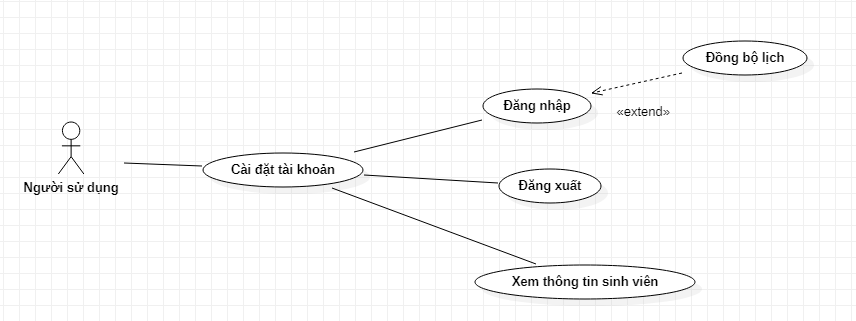 Đồng bộ lịch
Đăng nhập
«extend»
Cài đặt tài khoản
Người sử dụng
Đăng xuất
Xem thông tin sinh viên